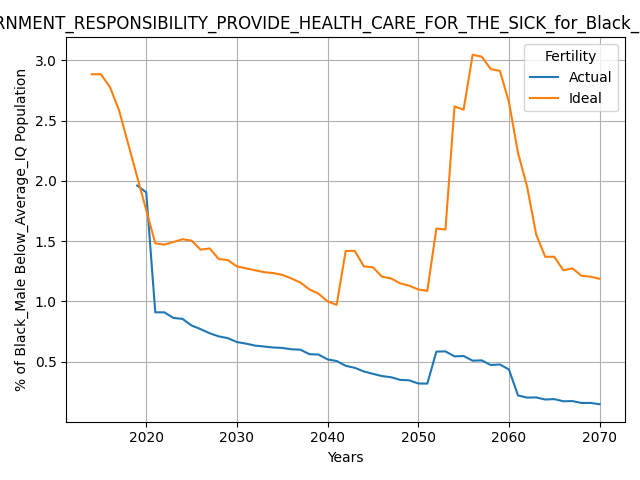 RNMENT_RESPONSIBILITY_PROVIDE_HEALTH_CARE_FOR_THE_SICK_for_Black_
% of Black_Male Below_Average_IQ Population
3.0
2.5
2.0
1.5
1.0
0.5
Fertility
Actual
Ideal
2020
2030
2040
2050
2060
2070
Years